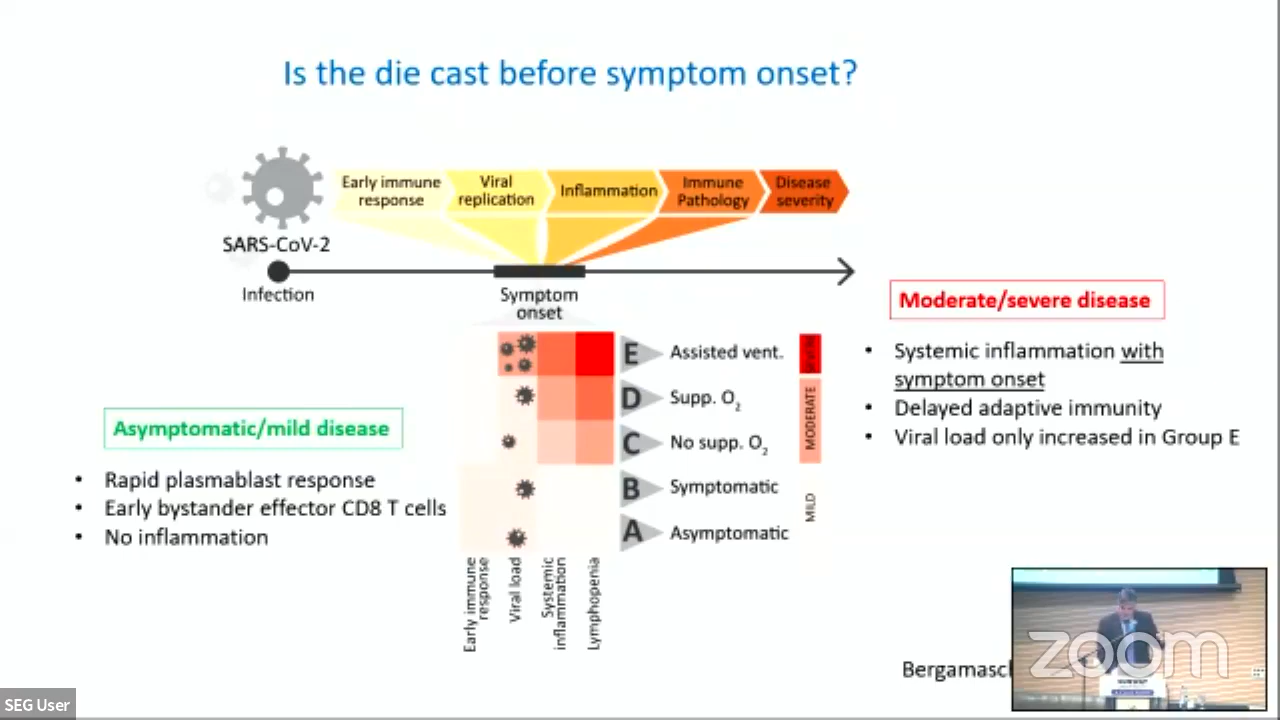 Is the die cast before symptom onset?
Early immune
response
Viral
replication
Inflammation
Immune
Pathology
Disease
severity
SARS-CoV-2
Infection
Symptom
onset
Moderate/severe disease
• Systemic inflammation with
symptom onset
• Delayed adaptive immunity
• Viral load only increased in Group E
Asymptomatic/mild disease
• Rapid plasmablast response
• Early bystander effector CD8 T cells
• No inflammation
E Assisted vent.
D Supp. O₂
C No supp. O₂
B Symptomatic
A Asymptomatic
MODERATE
MILD
Early immune
response
Viral load
Systemic
inflammation
Lymphopenia
zoom
SEG User